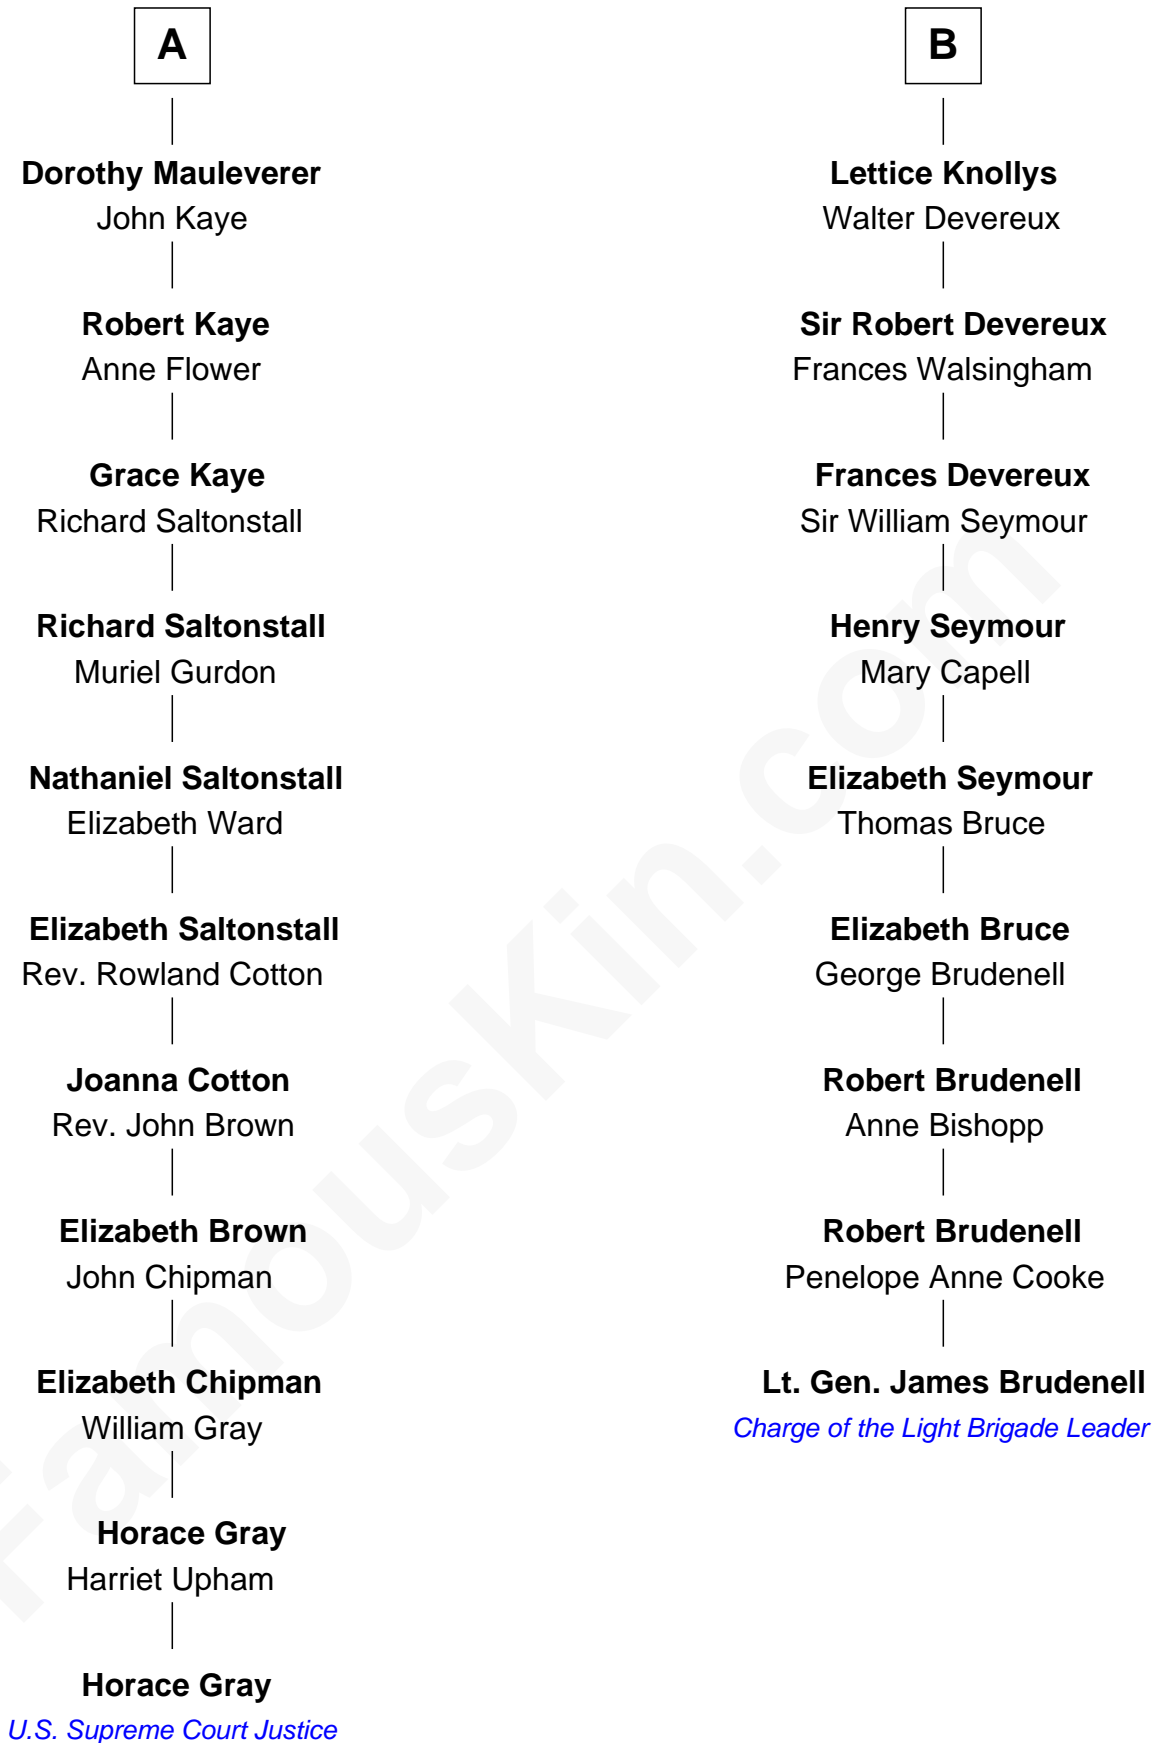 A
Dorothy Mauleverer
John Kaye
Robert Kaye
Anne Flower
Grace Kaye
Richard Saltonstall
Richard Saltonstall
Muriel Gurdon
Nathaniel Saltonstall
Elizabeth Ward
Elizabeth Saltonstall
Rev. Rowland Cotton
Joanna Cotton
Rev. John Brown
Elizabeth Brown
John Chipman
Elizabeth Chipman
William Gray
Horace Gray
Harriet Upham
Horace Gray
U.S. Supreme Court Justice
B
Lettice Knollys
Walter Devereux
Sir Robert Devereux
Frances Walsingham
Frances Devereux
Sir William Seymour
Henry Seymour
Mary Capell
Elizabeth Seymour
Thomas Bruce
Elizabeth Bruce
George Brudenell
Robert Brudenell
Anne Bishopp
Robert Brudenell
Penelope Anne Cooke
Lt. Gen. James Brudenell
Charge of the Light Brigade Leader
FamousKin.com